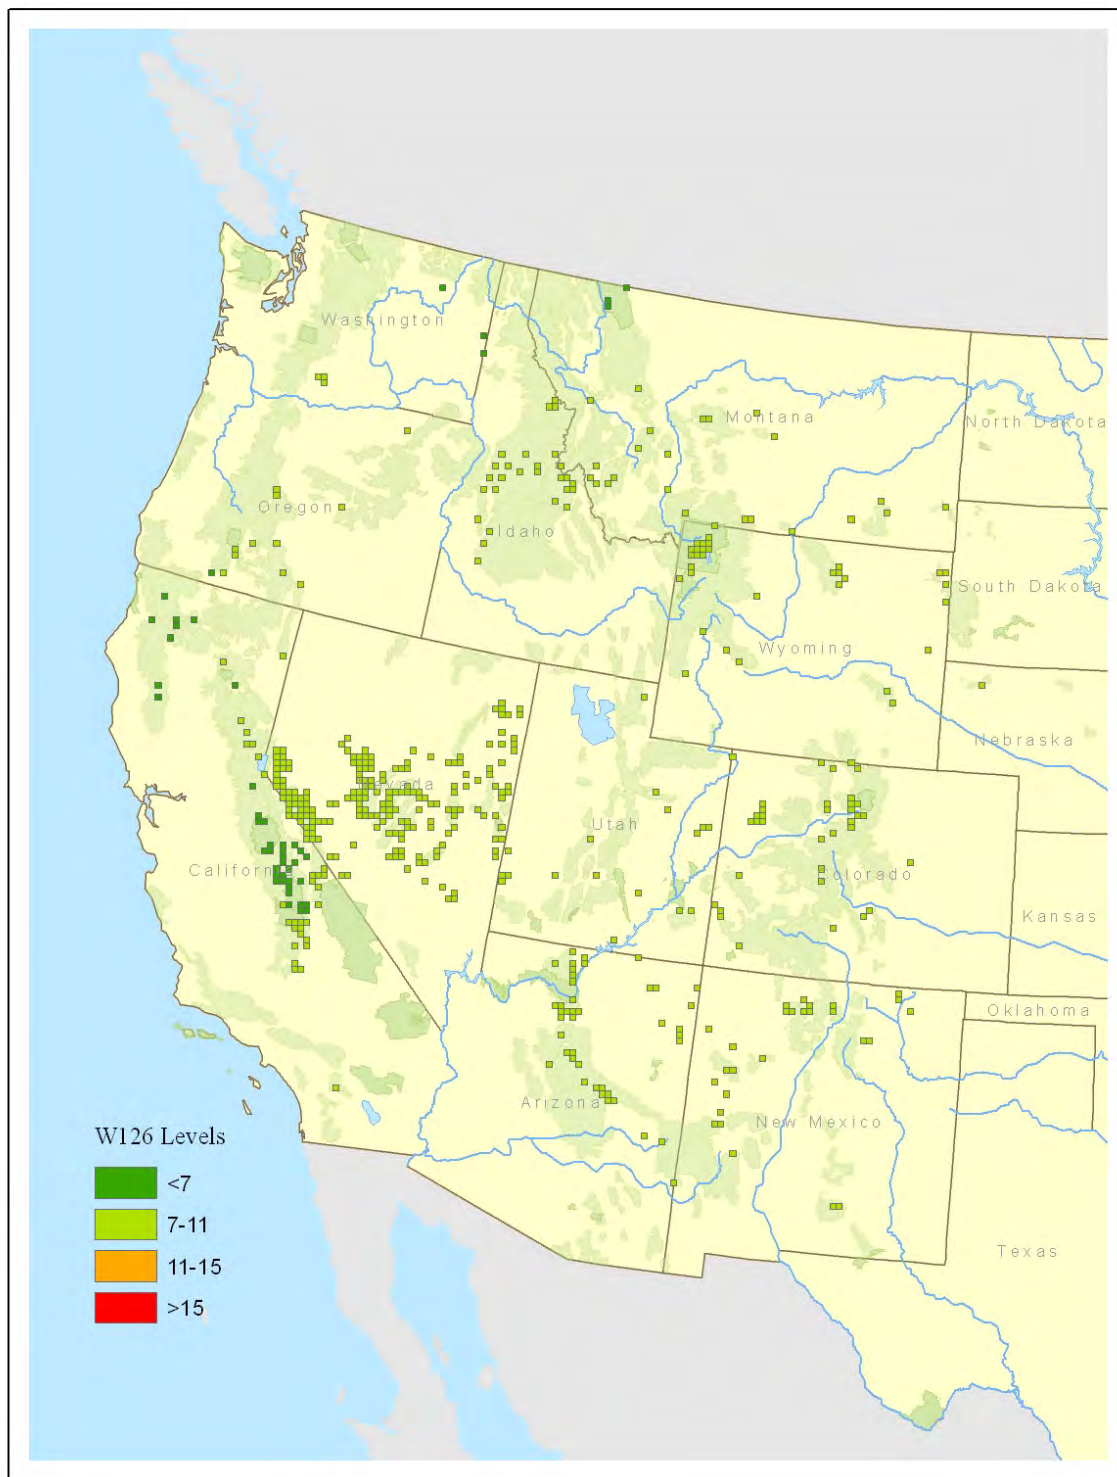 Washington
Montana
North Dakota
Oregon
Idaho
South Dakota
Wyoming
Nebraska
Nevada
Utah
California
Colorado
Kansas
Oklahoma
Arizona
New Mexico
Texas
W126 Levels
<7
7-11
11-15
>15